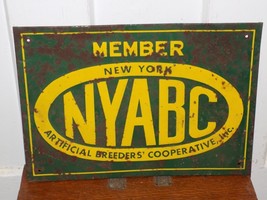 MEMBER
NEW YORK
NYABC
ARTIFICIAL BREEDERS' COOPERATIVE, INC.